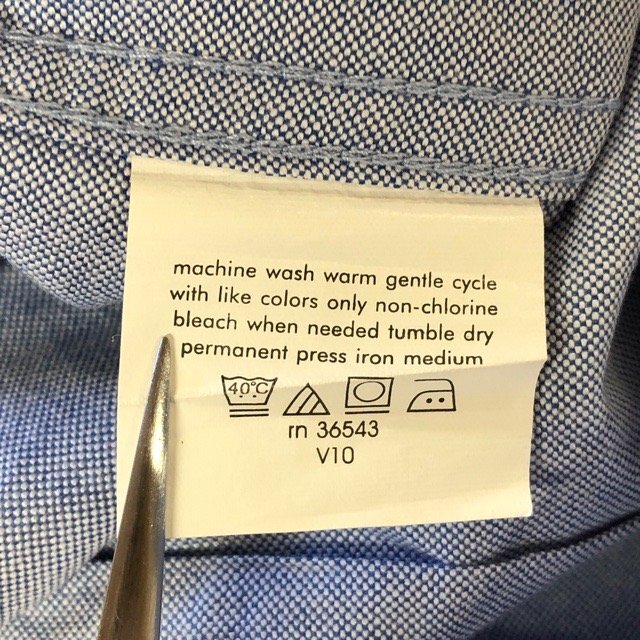 machine wash warm gentle cycle
with like colors only non-chlorine
bleach when needed tumble dry
permanent press iron medium
40°C
rn 36543
V10